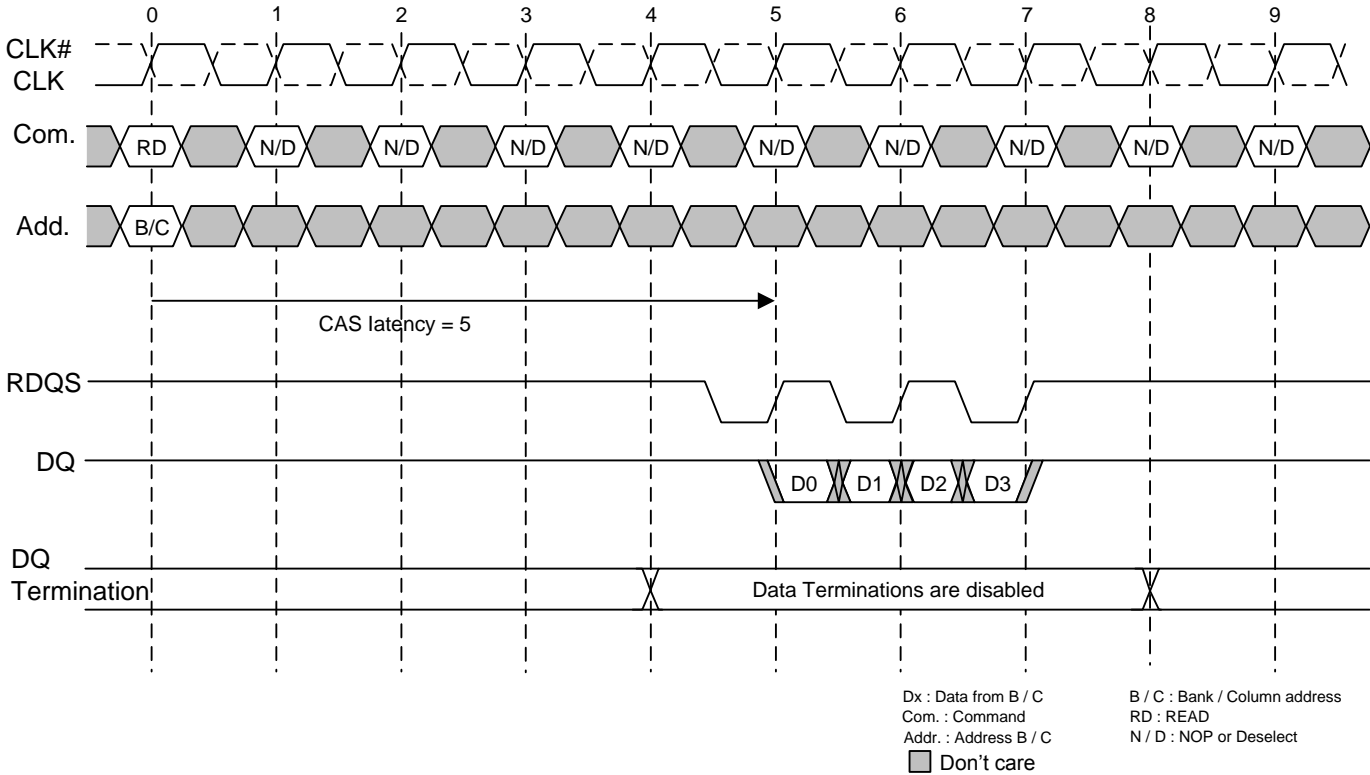 0 1 2 3 4 5 6 7 8 9
CLK#
CLK
Com. RD N/D N/D N/D N/D N/D N/D N/D N/D N/D
Add. B/C
CAS latency = 5
RDQS
DQ D0 D1 D2 D3
DQ
Termination Data Terminations are disabled
Dx : Data from B / C B / C : Bank / Column address
Com. : Command RD : READ
Addr. : Address B / C N / D : NOP or Deselect
Don't care